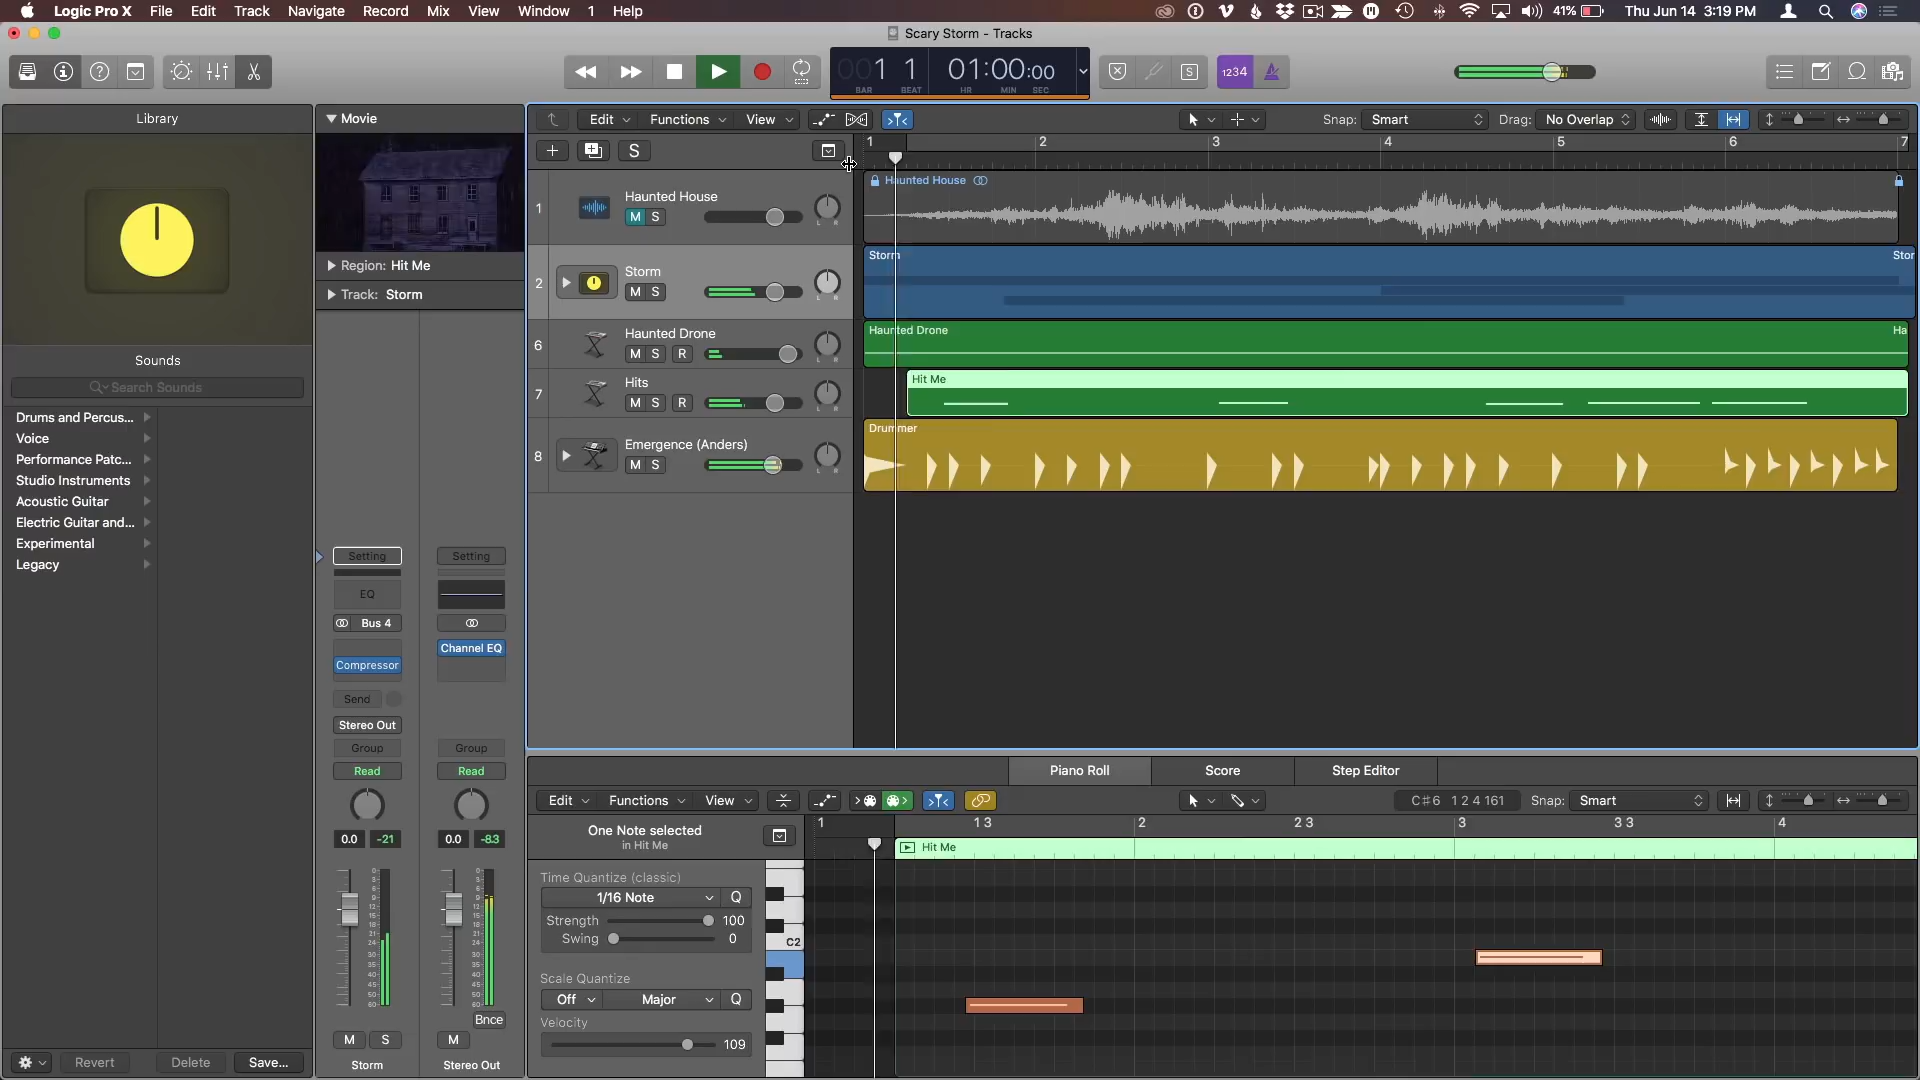 Logic Pro X File Edit Track Navigate Record Mix View Window 1 Help
41% Thu Jun 14 3:19 PM
Scary Storm - Tracks
001 1 01:00:00
BAR BEAT HR MIN SEC
S 1234
Library
Movie
Edit Functions View
Snap: Smart Drag: No Overlap
S
1 2 3 4 5 6 7
Sounds
Search Sounds
Drums and Percus...
Voice
Performance Patc...
Studio Instruments
Acoustic Guitar
Electric Guitar and...
Experimental
Legacy
Revert Delete Save...
Region: Hit Me
Track: Storm
1 Haunted House
M S
L R
Haunted House
2 Storm
M S
L R
Storm Stor
6 Haunted Drone
M S R
L R
Haunted Drone Ha
7 Hits
M S R
L R
Hit Me
8 Emergence (Anders)
M S
L R
Drummer
Setting Setting
EQ
Bus 4
Channel EQ
Compressor
Send
Stereo Out
Group Group
Read Read
0.0 -21 0.0 -8.3
Bnce
M S M
Storm Stereo Out
Piano Roll Score Step Editor
Edit Functions View
C#6 1 2 4 161 Snap: Smart
One Note selected
in Hit Me
1 1 3 2 2 3 3 3 3 4
Hit Me
Time Quantize (classic)
1/16 Note Q
Strength 100
Swing 0
C2
Scale Quantize
Off Major Q
Velocity
109